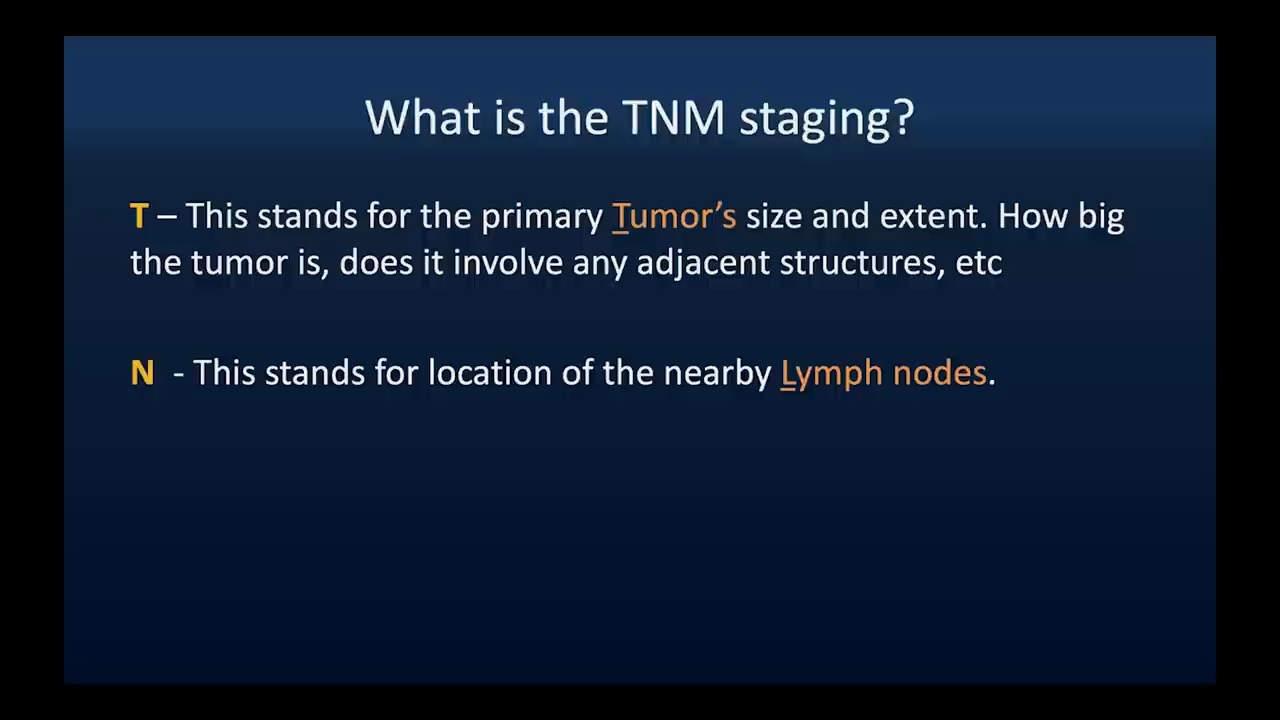 What is the TNM staging?
T – This stands for the primary Tumor's size and extent. How big
the tumor is, does it involve any adjacent structures, etc
N - This stands for location of the nearby Lymph nodes.